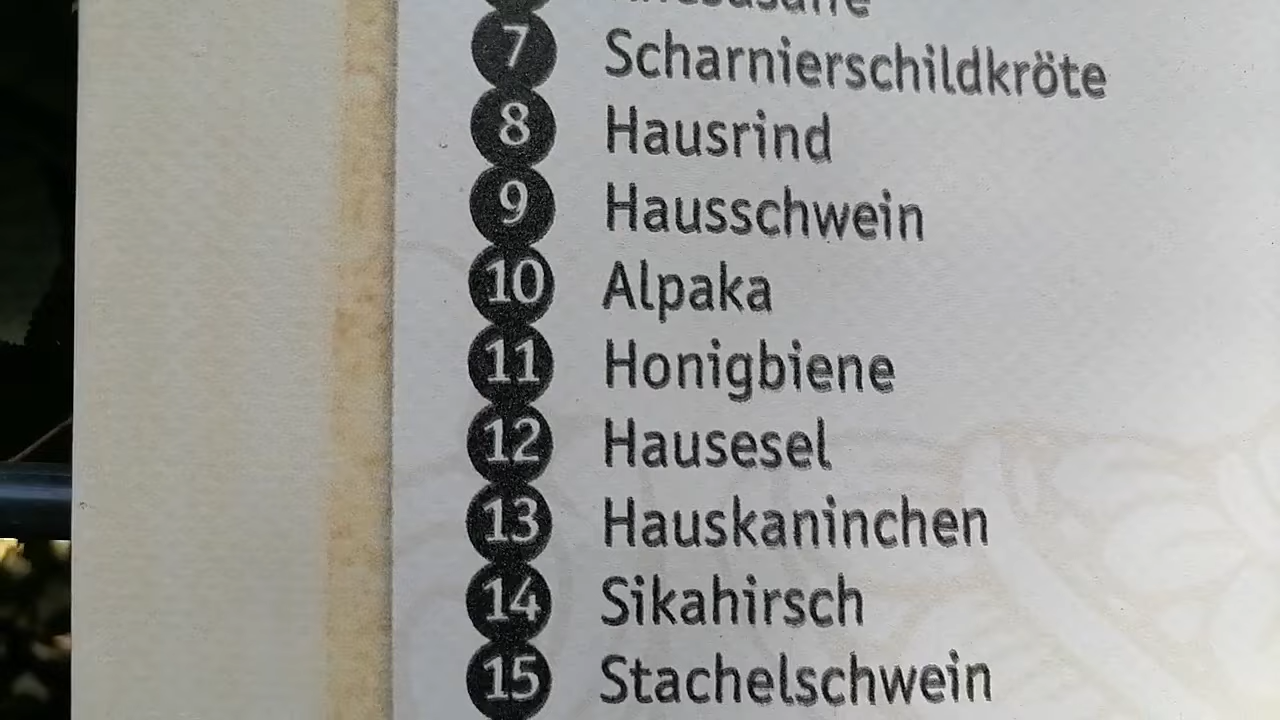 7 Scharnierschildkröte
8 Hausrind
9 Hausschwein
10 Alpaka
11 Honigbiene
12 Hausesel
13 Hauskaninchen
14 Sikahirsch
15 Stachelschwein